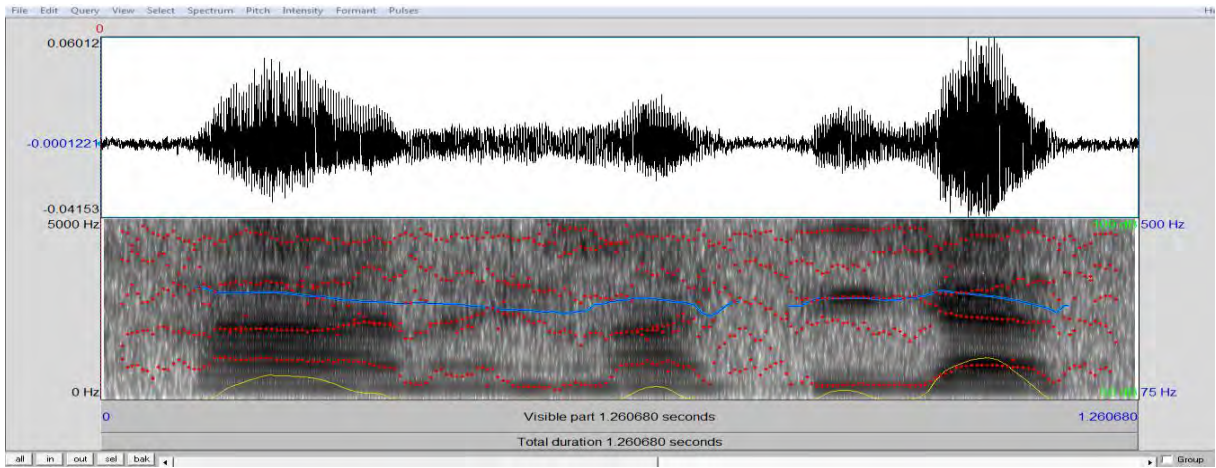 File Edit Query View Select Spectrum Pitch Intensity Formant Pulses
0
0.06012
-0.0001221
-0.04153
5000 Hz
500 Hz
0 Hz
75 Hz
0 Visible part 1.260680 seconds 1.260680
Total duration 1.260680 seconds
all in out sel bak Group